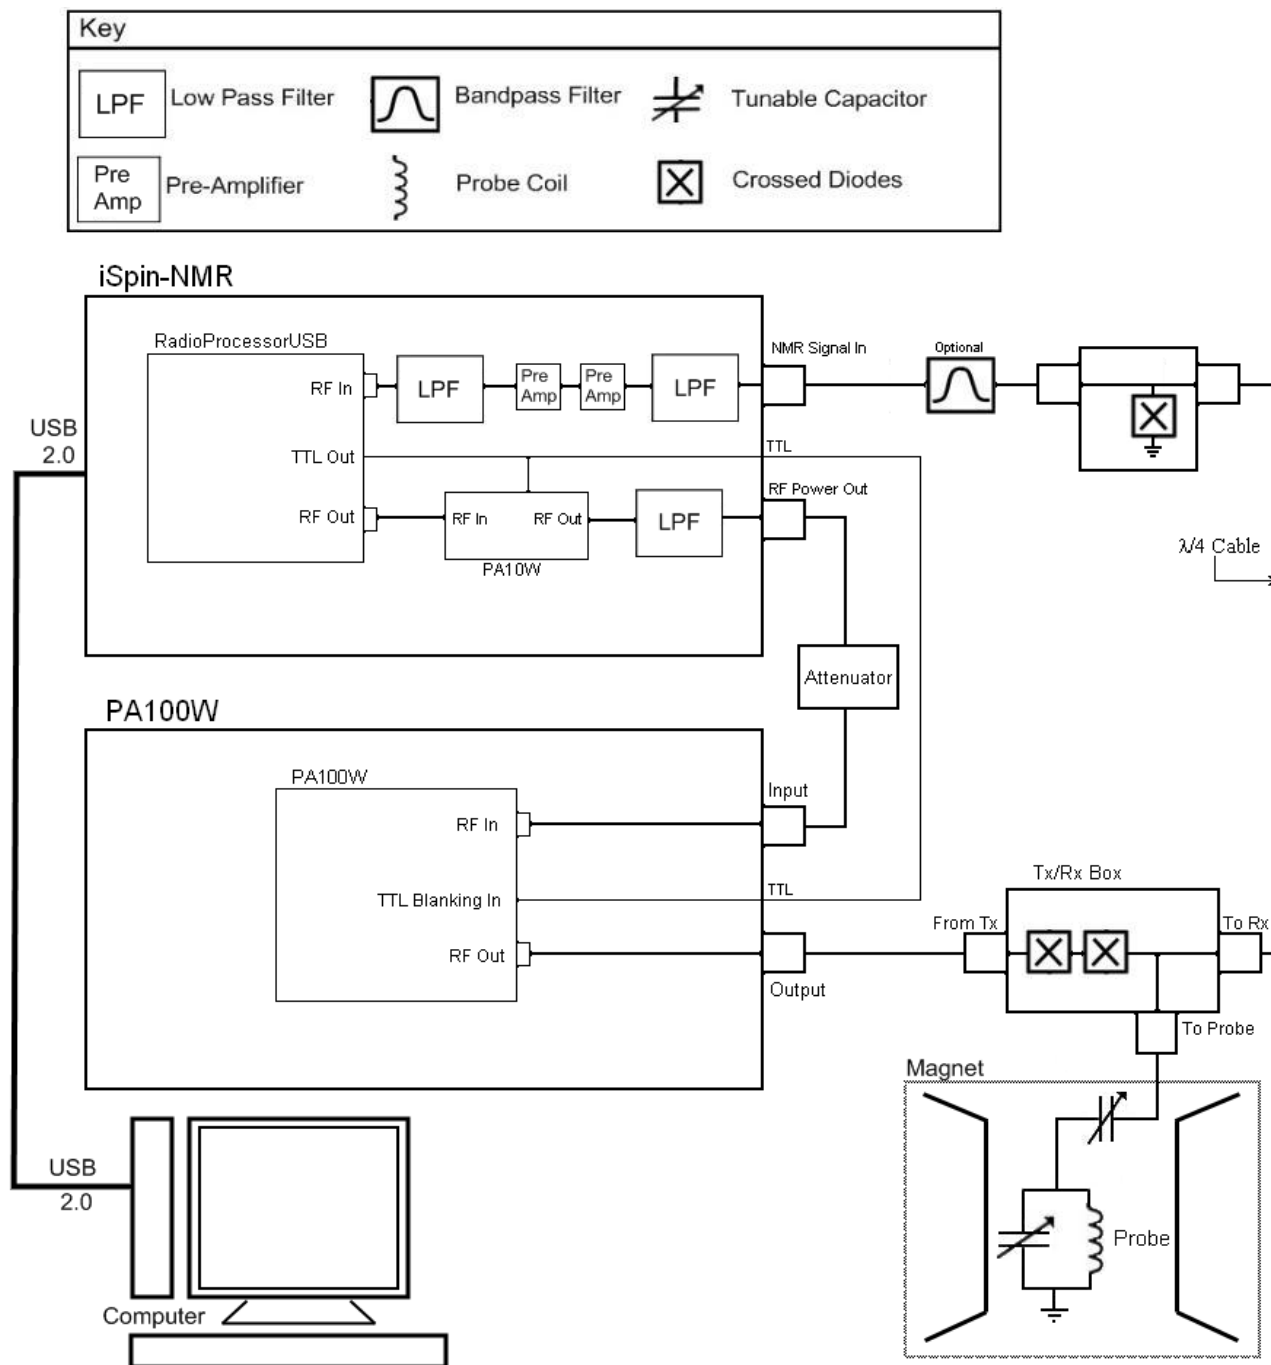 Key
LPF Low Pass Filter
Bandpass Filter
Tunable Capacitor
Pre
Amp
Pre-Amplifier
Probe Coil
Crossed Diodes
iSpin-NMR
RadioProcessorUSB
RF In
LPF
Pre
Amp
Pre
Amp
LPF
NMR Signal In
Optional
USB
2.0
TTL Out
TTL
RF Out
RF In
RF Out
LPF
RF Power Out
PA10W
λ/4 Cable
Attenuator
PA100W
PA100W
Input
RF In
TTL Blanking In
TTL
RF Out
Output
Tx/Rx Box
From Tx
To Rx
To Probe
Magnet
Probe
USB
2.0
Computer